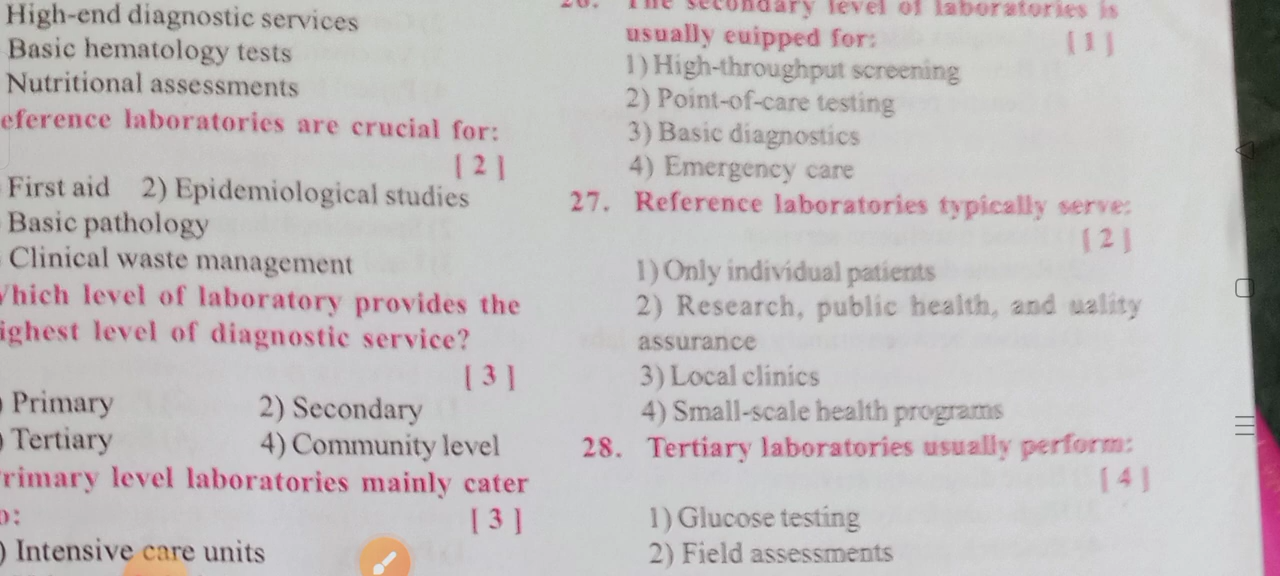 High-end diagnostic services
Basic hematology tests
Nutritional assessments
eference laboratories are crucial for:
[ 2 ]
First aid 2) Epidemiological studies
Basic pathology
Clinical waste management
Which level of laboratory provides the
ighest level of diagnostic service?
[ 3 ]
) Primary 2) Secondary
) Tertiary 4) Community level
rimary level laboratories mainly cater
o: [ 3 ]
) Intensive care units
26. The secondary level of laboratories is
usually euipped for: [ 1 ]
1) High-throughput screening
2) Point-of-care testing
3) Basic diagnostics
4) Emergency care
27. Reference laboratories typically serve:
[ 2 ]
1) Only individual patients
2) Research, public health, and uality
assurance
3) Local clinics
4) Small-scale health programs
28. Tertiary laboratories usually perform:
[ 4 ]
1) Glucose testing
2) Field assessments